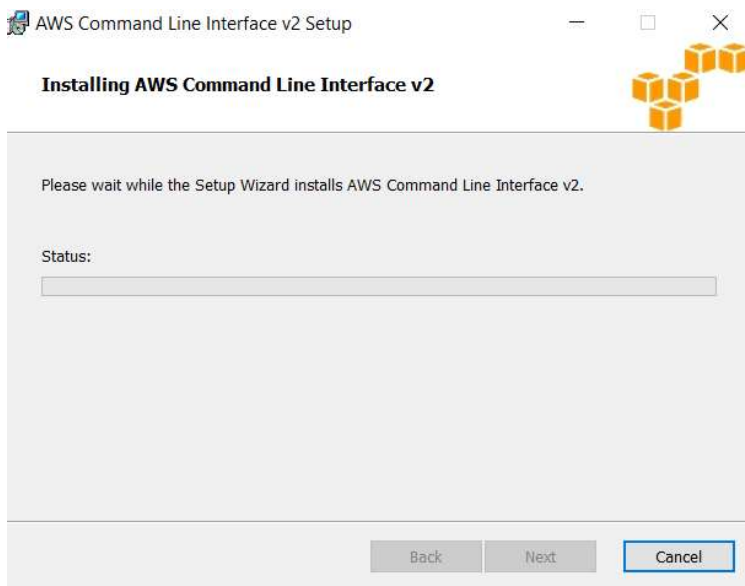 AWS Command Line Interface v2 Setup
Installing AWS Command Line Interface v2
Please wait while the Setup Wizard installs AWS Command Line Interface v2.
Status:
Back Next Cancel